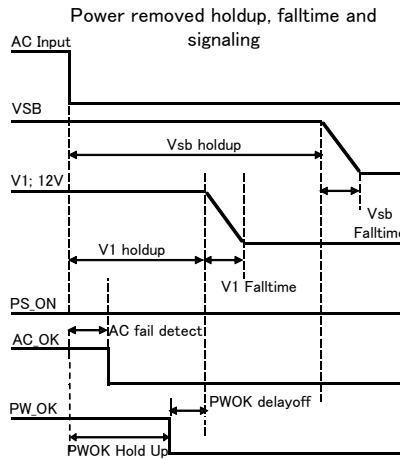 Power removed holdup, falltime and
signaling
AC Input
VSB
Vsb holdup
V1; 12V
Vsb
Falltime
V1 holdup
V1 Falltime
PS_ON
AC fail detect
AC_OK
PWOK delayoff
PW_OK
PWOK Hold Up